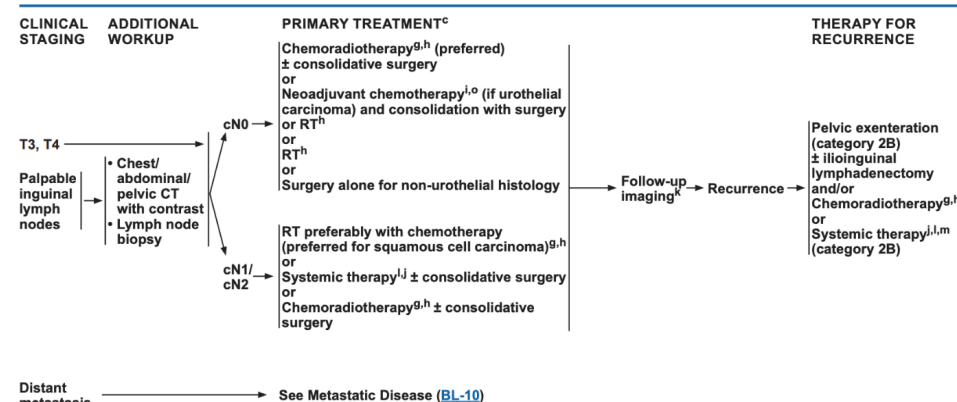 CLINICAL STAGING
ADDITIONAL WORKUP
PRIMARY TREATMENTc
THERAPY FOR RECURRENCE
T3, T4
Palpable
inguinal
lymph
nodes
• Chest/
abdominal/
pelvic CT
with contrast
• Lymph node
biopsy
cN0
Chemoradiotherapyg,h (preferred)
± consolidative surgery
or
Neoadjuvant chemotherapyi,o (if urothelial
carcinoma) and consolidation with surgery
or RTh
or
RTh
or
Surgery alone for non-urothelial histology
cN1/
cN2
RT preferably with chemotherapy
(preferred for squamous cell carcinoma)g,h
or
Systemic therapyi,j ± consolidative surgery
or
Chemoradiotherapyg,h ± consolidative
surgery
Follow-up
imagingk
Recurrence
Pelvic exenteration
(category 2B)
± ilioinguinal
lymphadenectomy
and/or
Chemoradiotherapyg,h
or
Systemic therapyj,l,m
(category 2B)
Distant
metastasis
See Metastatic Disease (BL-10)